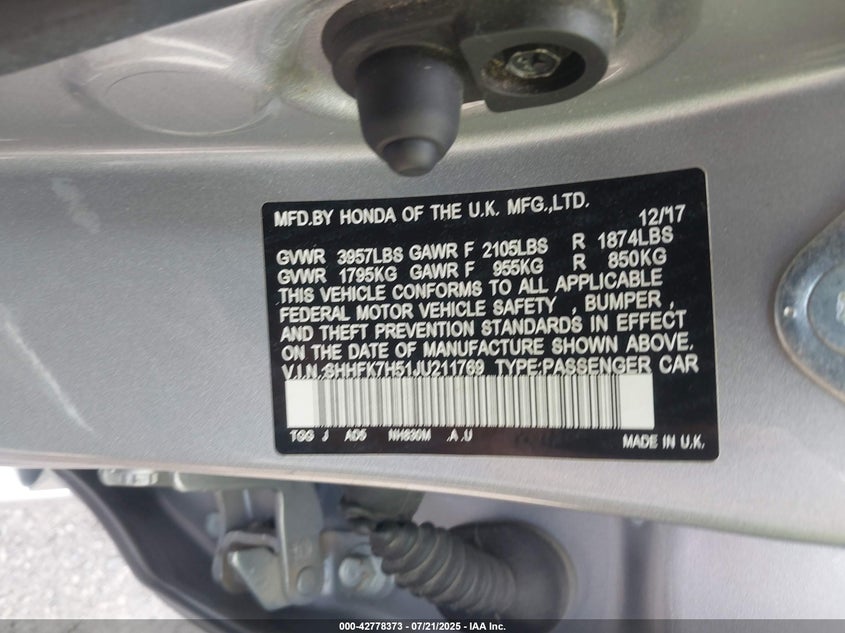 MFD.BY HONDA OF THE U.K. MFG.,LTD. 12/'17
GVWR 3957LBS GAWR F 2105LBS R 1874LBS
GVWR 1795KG GAWR F 955KG R 850KG
THIS VEHICLE CONFORMS TO ALL APPLICABLE
FEDERAL MOTOR VEHICLE SAFETY , BUMPER ,
AND THEFT PREVENTION STANDARDS IN EFFECT
ON THE DATE OF MANUFACTURE SHOWN ABOVE.
V.I.N.:SHHFK7H51JU211769 TYPE:PASSENGER CAR
TGG J AD5 NH830M .A .U
MADE IN U.K.
000-42778373 - 07/21/2025 - IAA Inc.